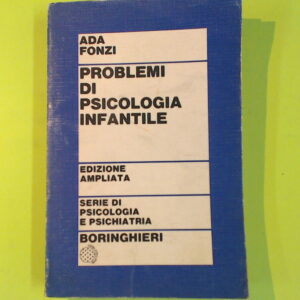 ADA
FONZI
PROBLEMI
DI
PSICOLOGIA
INFANTILE
EDIZIONE
AMPLIATA
SERIE DI
PSICOLOGIA
E PSICHIATRIA
BORINGHIERI